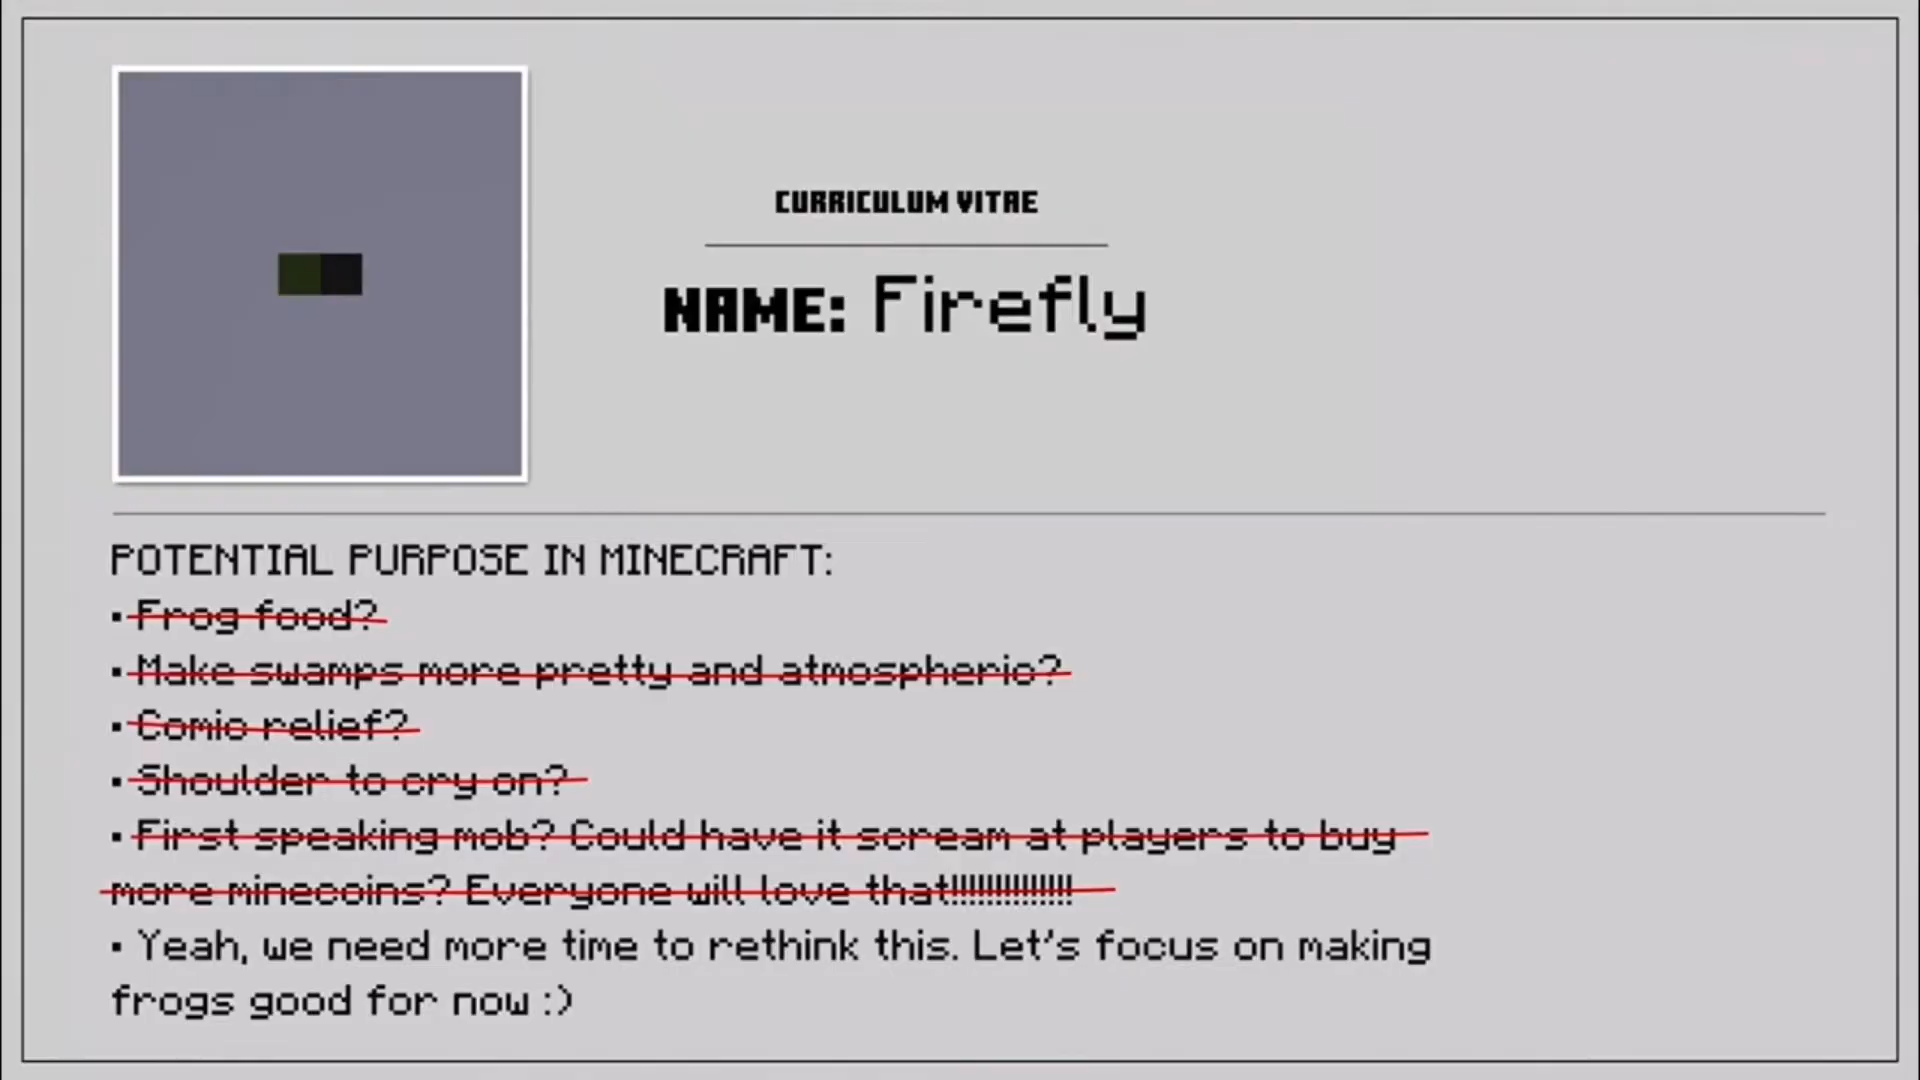 CURRICULUM VITAE
NAME: Firefly
POTENTIAL PURPOSE IN MINECRAFT:
• Frog food?
• Make swamps more pretty and atmospheric?
• Comic relief?
• Shoulder to cry on?
• First speaking mob? Could have it scream at players to buy
more minecoins? Everyone will love that!!!!!!!!!!!!!!
• Yeah, we need more time to rethink this. Let's focus on making
frogs good for now :)